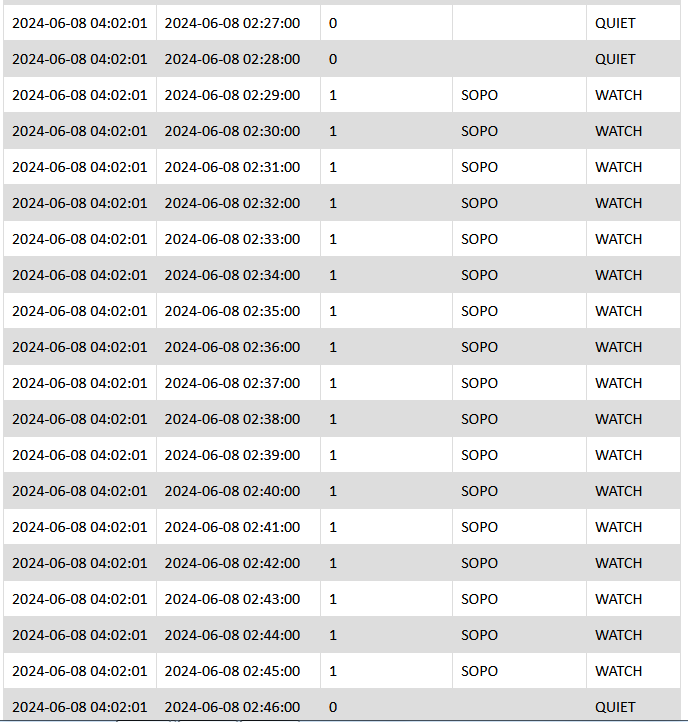 2024-06-08 04:02:01 2024-06-08 02:27:00 0 QUIET
2024-06-08 04:02:01 2024-06-08 02:28:00 0 QUIET
2024-06-08 04:02:01 2024-06-08 02:29:00 1 SOPO WATCH
2024-06-08 04:02:01 2024-06-08 02:30:00 1 SOPO WATCH
2024-06-08 04:02:01 2024-06-08 02:31:00 1 SOPO WATCH
2024-06-08 04:02:01 2024-06-08 02:32:00 1 SOPO WATCH
2024-06-08 04:02:01 2024-06-08 02:33:00 1 SOPO WATCH
2024-06-08 04:02:01 2024-06-08 02:34:00 1 SOPO WATCH
2024-06-08 04:02:01 2024-06-08 02:35:00 1 SOPO WATCH
2024-06-08 04:02:01 2024-06-08 02:36:00 1 SOPO WATCH
2024-06-08 04:02:01 2024-06-08 02:37:00 1 SOPO WATCH
2024-06-08 04:02:01 2024-06-08 02:38:00 1 SOPO WATCH
2024-06-08 04:02:01 2024-06-08 02:39:00 1 SOPO WATCH
2024-06-08 04:02:01 2024-06-08 02:40:00 1 SOPO WATCH
2024-06-08 04:02:01 2024-06-08 02:41:00 1 SOPO WATCH
2024-06-08 04:02:01 2024-06-08 02:42:00 1 SOPO WATCH
2024-06-08 04:02:01 2024-06-08 02:43:00 1 SOPO WATCH
2024-06-08 04:02:01 2024-06-08 02:44:00 1 SOPO WATCH
2024-06-08 04:02:01 2024-06-08 02:45:00 1 SOPO WATCH
2024-06-08 04:02:01 2024-06-08 02:46:00 0 QUIET